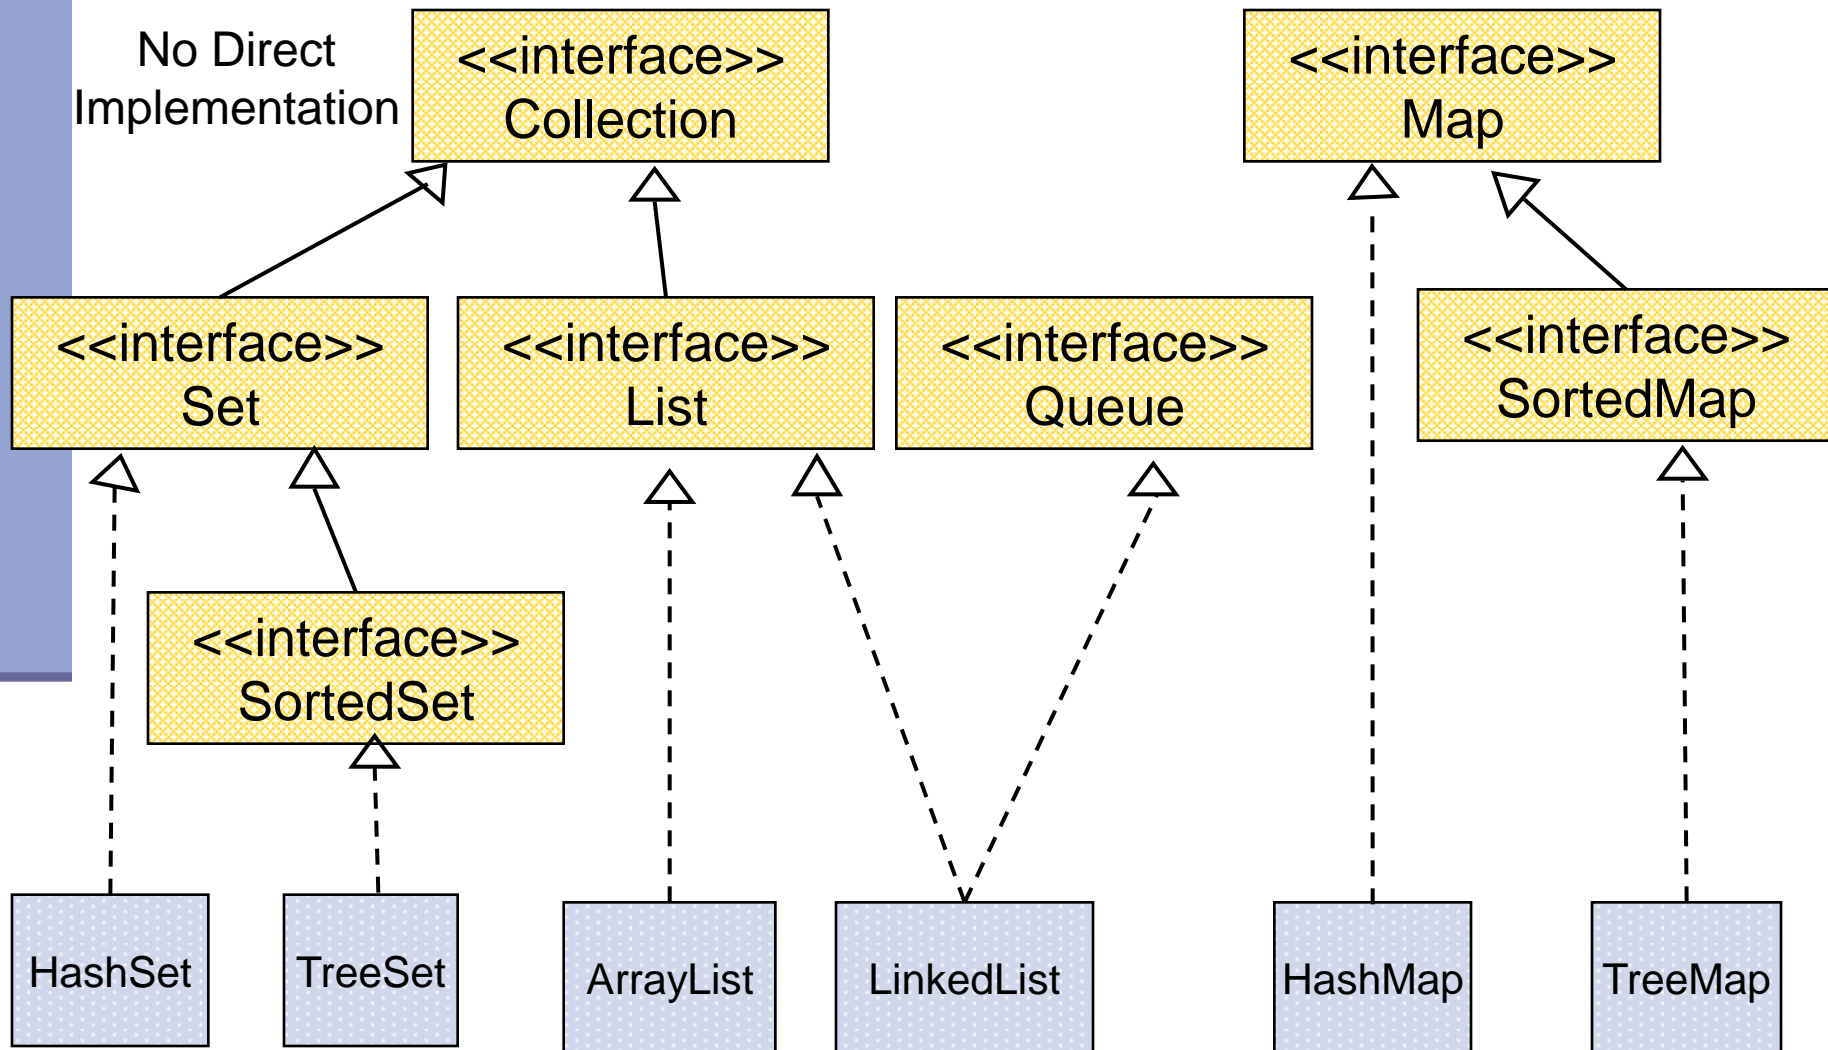 No Direct
Implementation
<<interface>>
Collection
<<interface>>
Map
<<interface>>
Set
<<interface>>
List
<<interface>>
Queue
<<interface>>
SortedMap
<<interface>>
SortedSet
HashSet
TreeSet
ArrayList
LinkedList
HashMap
TreeMap